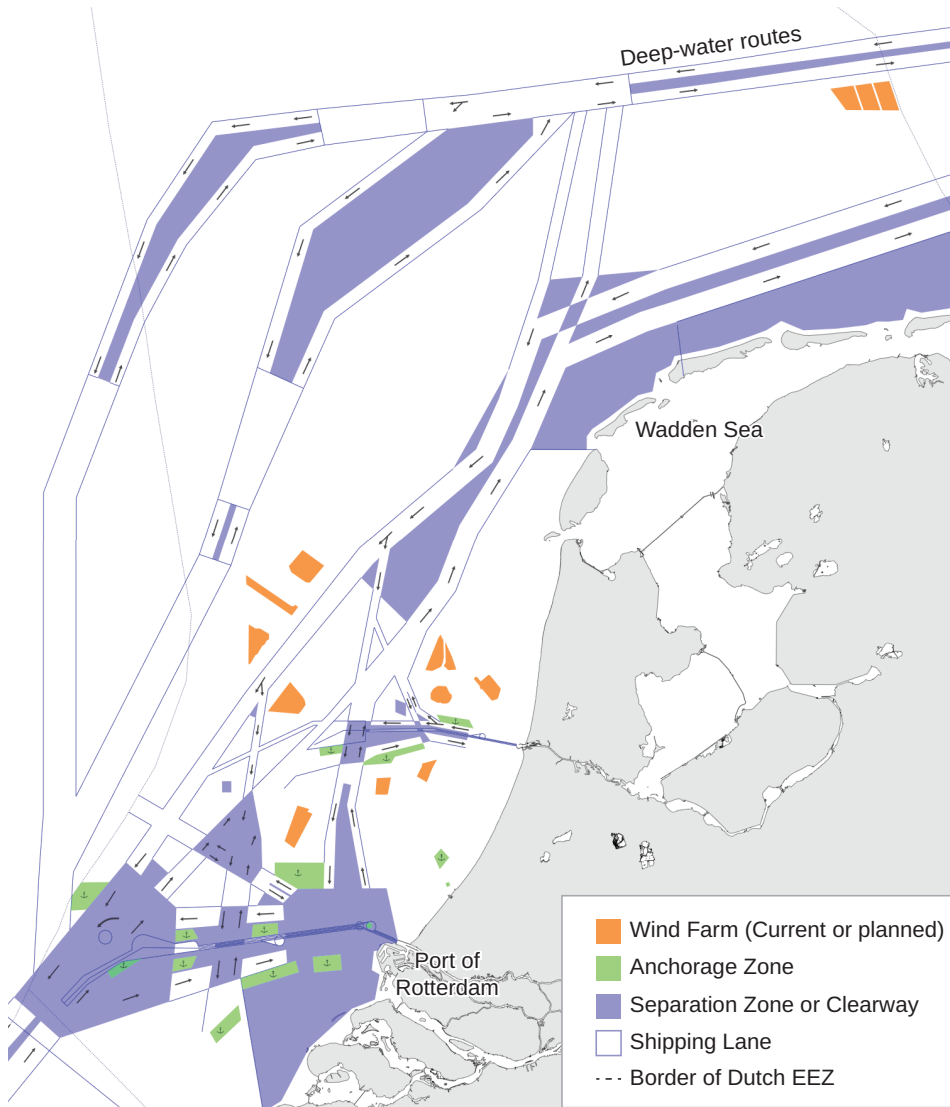 Deep-water routes
Wadden Sea
Port of
Rotterdam
Wind Farm (Current or planned)
Anchorage Zone
Separation Zone or Clearway
Shipping Lane
Border of Dutch EEZ